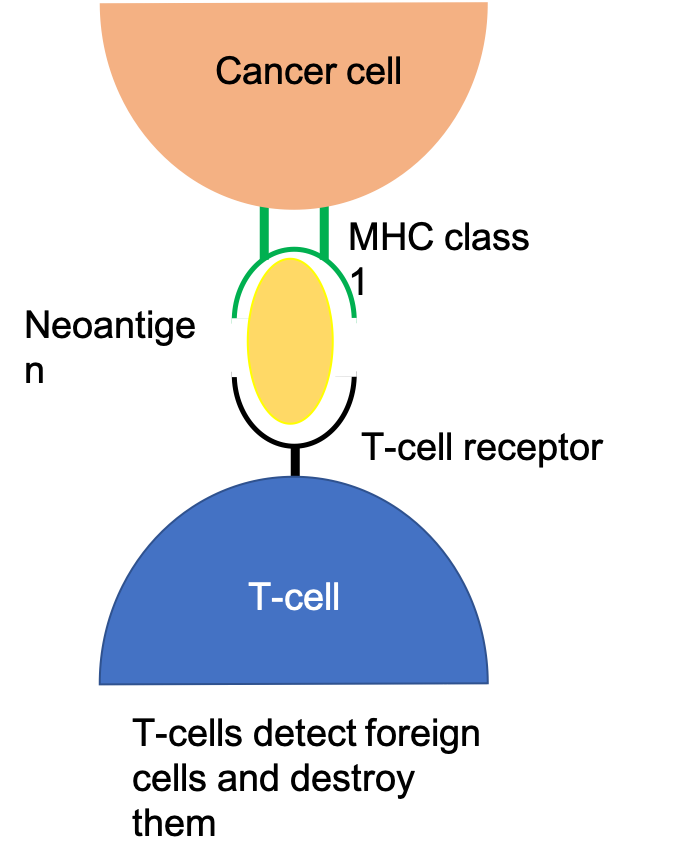 Cancer cell
MHC class
1
Neoantige
n
T-cell receptor
T-cell
T-cells detect foreign
cells and destroy
them